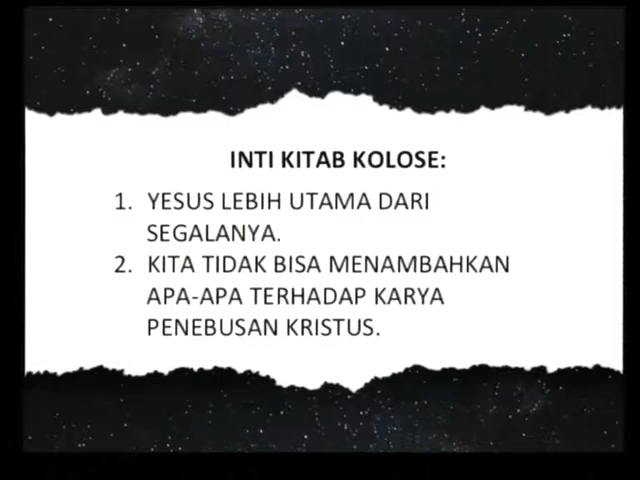 INTI KITAB KOLOSE:
1. YESUS LEBIH UTAMA DARI
SEGALANYA.
2. KITA TIDAK BISA MENAMBAHKAN
APA-APA TERHADAP KARYA
PENEBUSAN KRISTUS.